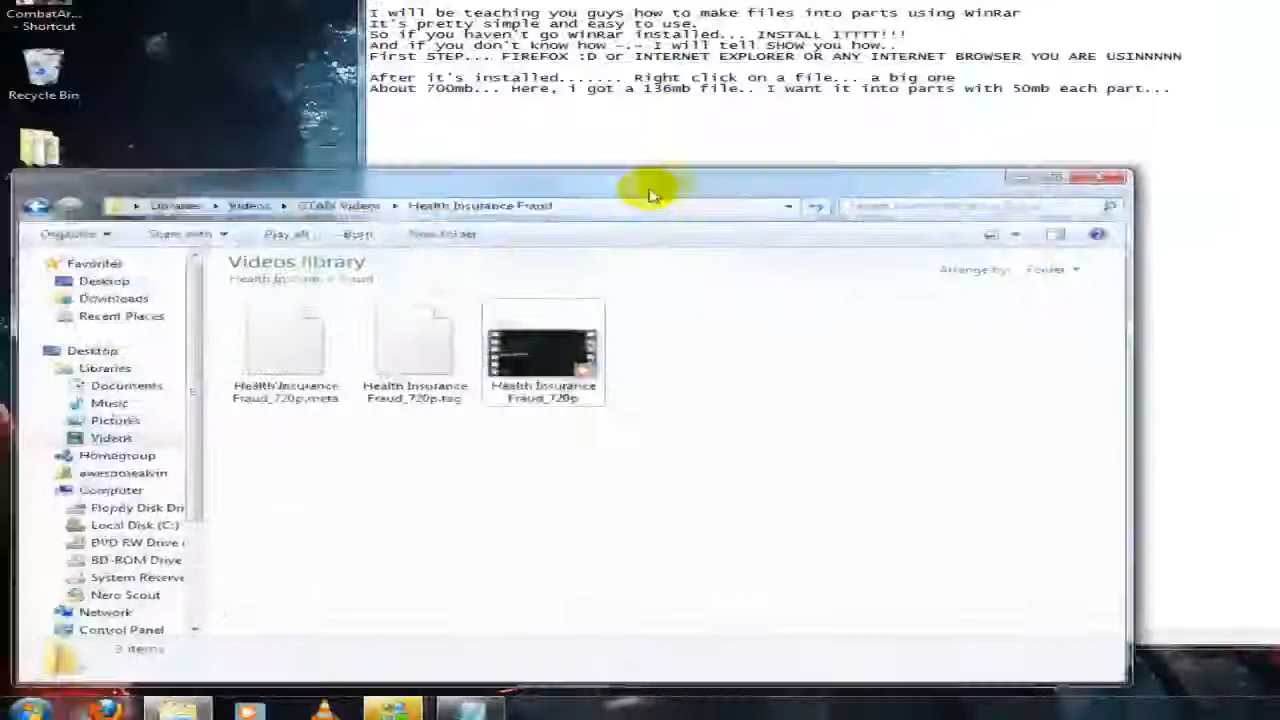 CombatAr...
- Shortcut
Recycle Bin
I will be teaching you guys how to make files into parts using WinRar
It's pretty simple and easy to use.
So if you haven't go winRar installed... INSTALL ITTTT!!!
And if you don't know how -.- I will tell SHOW you how..
First STEP... FIREFOX :D or INTERNET EXPLORER OR ANY INTERNET BROWSER YOU ARE USINNNNN
After it's installed....... Right click on a file... a big one
About 700mb... Here, i got a 136mb file.. I want it into parts with 50mb each part...
Libraries
Videos
Health Insurance Fraud
Organize
Share with
Play all
Burn
New folder
Videos library
Health Insurance Fraud
Arrange by: Folder
Favorites
Desktop
Downloads
Recent Places
Desktop
Libraries
Documents
Music
Pictures
Videos
Homegroup
awesomealvin
Computer
Floppy Disk Dri
Local Disk (C:)
DVD RW Drive (
BD-ROM Drive
System Reserve
Nero Scout
Network
Control Panel
Health Insurance
Fraud_720p.meta
Health Insurance
Fraud_720p.tag
Health Insurance
Fraud_720p
3 items